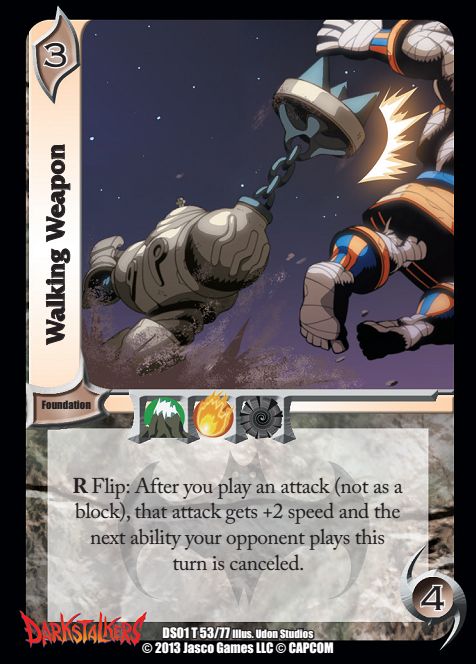 3
Walking Weapon
Foundation
R Flip: After you play an attack (not as a
block), that attack gets +2 speed and the
next ability your opponent plays this
turn is canceled.
4
DARKSTALKERS
DS01 T 53/77 Illus. Udon Studios
© 2013 Jasco Games LLC © CAPCOM